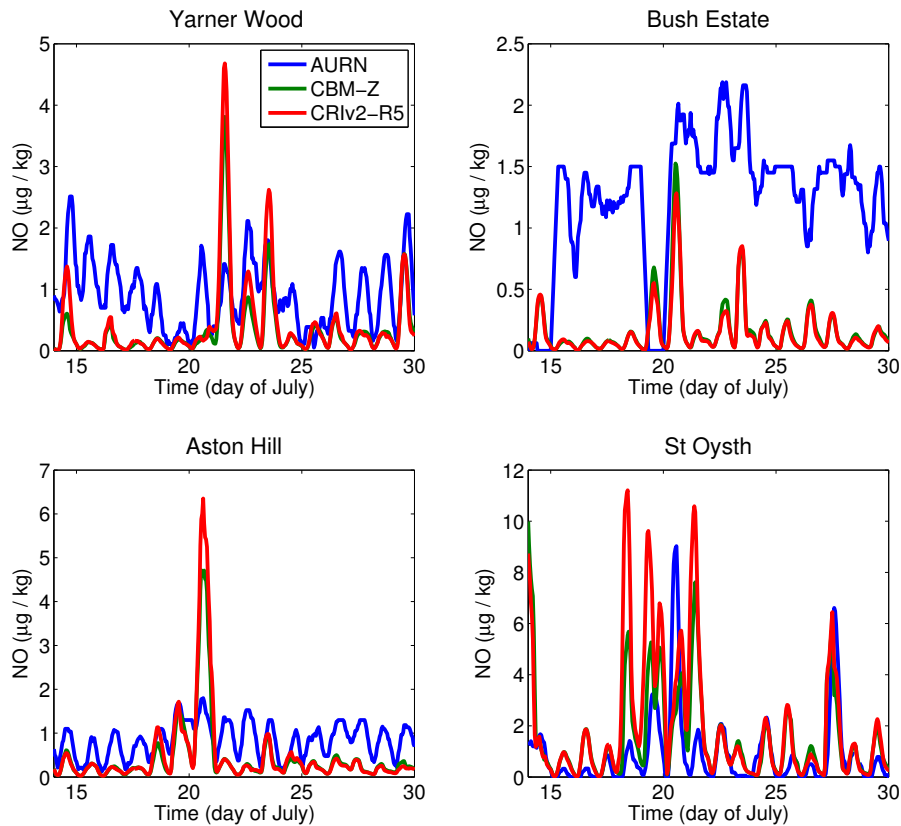 Yarner Wood
5
4
3
2
1
0
NO (µg / kg)
AURN
CBM−Z
CRIv2−R5
15 20 25 30
Time (day of July)
Bush Estate
2.5
2
1.5
1
0.5
0
NO (µg / kg)
15 20 25 30
Time (day of July)
Aston Hill
7
6
5
4
3
2
1
0
NO (µg / kg)
15 20 25 30
Time (day of July)
St Oysth
12
10
8
6
4
2
0
NO (µg / kg)
15 20 25 30
Time (day of July)